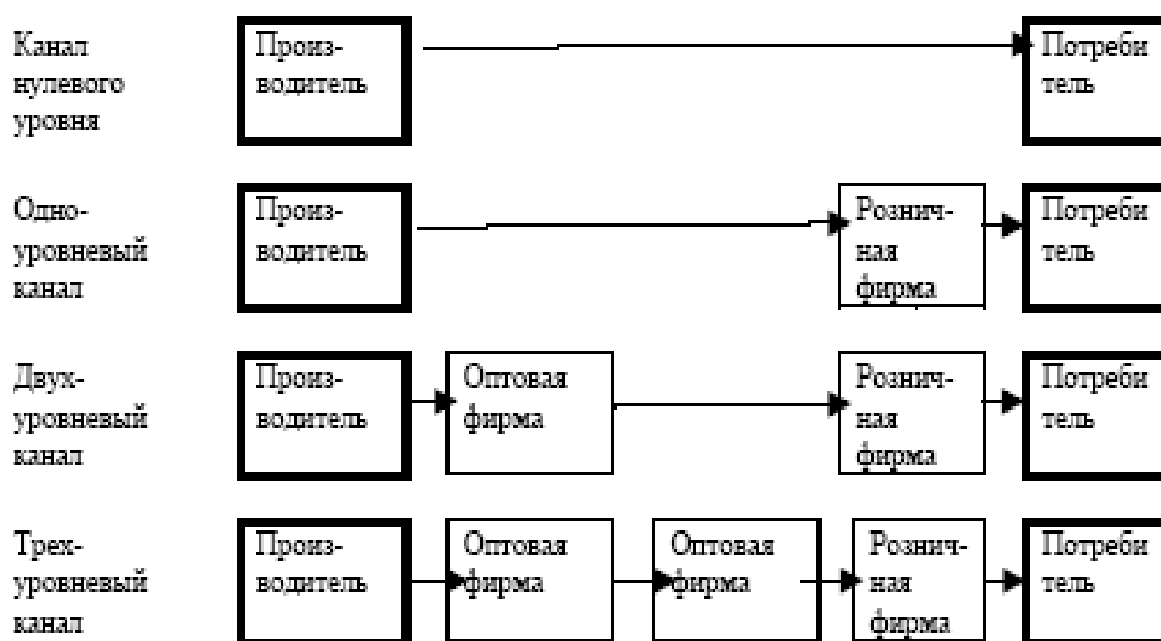 Канал
нулевого
уровня
Произ-
водитель
Потреби
тель
Одно-
уровневый
канал
Произ-
водитель
Рознич-
ная
фирма
Потреби
тель
Двух-
уровневый
канал
Произ-
водитель
Оптовая
фирма
Рознич-
ная
фирма
Потреби
тель
Трех-
уровневый
канал
Произ-
водитель
Оптовая
фирма
Оптовая
фирма
Рознич-
ная
фирма
Потреби
тель